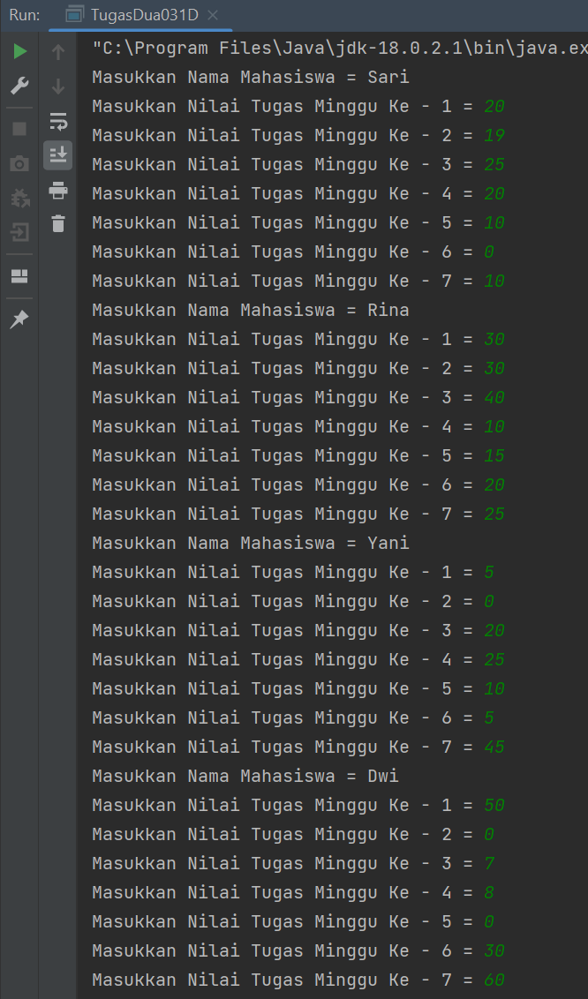 Run: TugasDua031D
"C:\Program Files\Java\jdk-18.0.2.1\bin\java.ex
Masukkan Nama Mahasiswa = Sari
Masukkan Nilai Tugas Minggu Ke - 1 = 20
Masukkan Nilai Tugas Minggu Ke - 2 = 19
Masukkan Nilai Tugas Minggu Ke - 3 = 25
Masukkan Nilai Tugas Minggu Ke - 4 = 20
Masukkan Nilai Tugas Minggu Ke - 5 = 10
Masukkan Nilai Tugas Minggu Ke - 6 = 0
Masukkan Nilai Tugas Minggu Ke - 7 = 10
Masukkan Nama Mahasiswa = Rina
Masukkan Nilai Tugas Minggu Ke - 1 = 30
Masukkan Nilai Tugas Minggu Ke - 2 = 30
Masukkan Nilai Tugas Minggu Ke - 3 = 40
Masukkan Nilai Tugas Minggu Ke - 4 = 10
Masukkan Nilai Tugas Minggu Ke - 5 = 15
Masukkan Nilai Tugas Minggu Ke - 6 = 20
Masukkan Nilai Tugas Minggu Ke - 7 = 25
Masukkan Nama Mahasiswa = Yani
Masukkan Nilai Tugas Minggu Ke - 1 = 5
Masukkan Nilai Tugas Minggu Ke - 2 = 0
Masukkan Nilai Tugas Minggu Ke - 3 = 20
Masukkan Nilai Tugas Minggu Ke - 4 = 25
Masukkan Nilai Tugas Minggu Ke - 5 = 10
Masukkan Nilai Tugas Minggu Ke - 6 = 5
Masukkan Nilai Tugas Minggu Ke - 7 = 45
Masukkan Nama Mahasiswa = Dwi
Masukkan Nilai Tugas Minggu Ke - 1 = 50
Masukkan Nilai Tugas Minggu Ke - 2 = 0
Masukkan Nilai Tugas Minggu Ke - 3 = 7
Masukkan Nilai Tugas Minggu Ke - 4 = 8
Masukkan Nilai Tugas Minggu Ke - 5 = 0
Masukkan Nilai Tugas Minggu Ke - 6 = 30
Masukkan Nilai Tugas Minggu Ke - 7 = 60